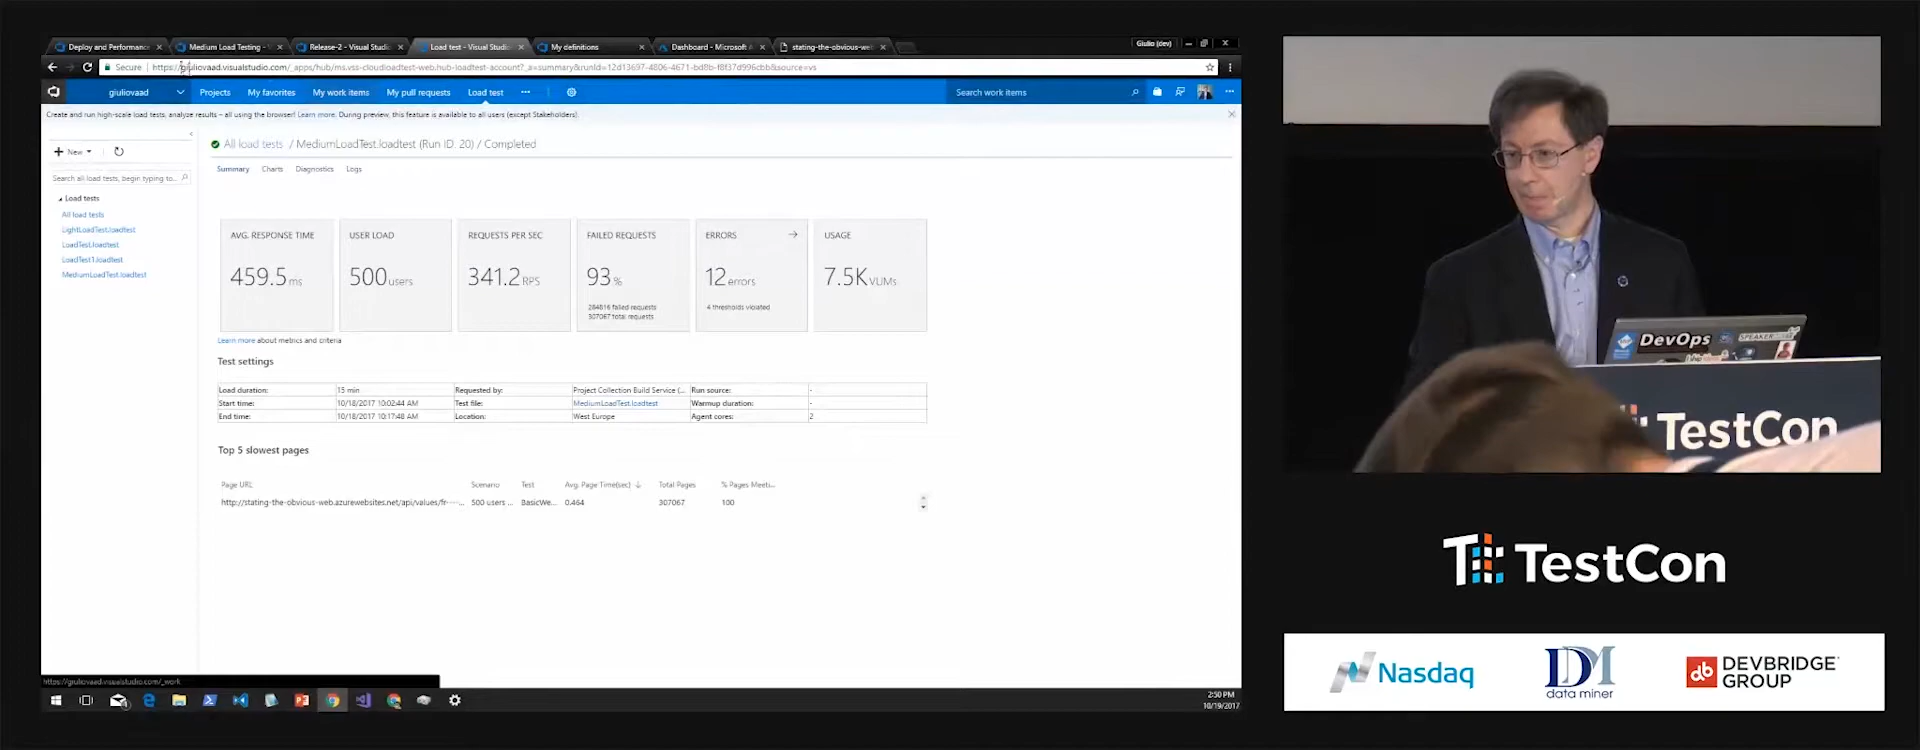 Deploy and Performanc
Medium Load Testing -
Release-2 - Visual Studio
Load test - Visual Studio
My definitions
Dashboard - Microsoft A
stating-the-obvious-web
Giulio (dev)
Secure
https://giuliovaad.visualstudio.com/_apps/hub/ms.vss-cloudloadtest-web.hub-loadtest-account?_a=summary&runId=12d13697-4806-4671-bd8b-f8f37d996cbb&source=vs
giuliovaad
Projects
My favorites
My work items
My pull requests
Load test
Search work items
Create and run high-scale load tests, analyze results – all using the browser! Learn more. During preview, this feature is available to all users (except Stakeholders).
New
Search all load tests, begin typing to...
Load tests
All load tests
LightLoadTest.loadtest
LoadTest.loadtest
LoadTest1.loadtest
MediumLoadTest.loadtest
All load tests / MediumLoadTest.loadtest (Run ID: 20) / Completed
Summary
Charts
Diagnostics
Logs
AVG. RESPONSE TIME
459.5 ms
USER LOAD
500 users
REQUESTS PER SEC
341.2 RPS
FAILED REQUESTS
93 %
284816 failed requests
307067 total requests
ERRORS
12 errors
4 thresholds violated
USAGE
7.5K VUMs
Learn more about metrics and criteria
Test settings
Load duration: 15 min Requested by: Project Collection Build Service (... Run source: -
Start time: 10/18/2017 10:02:44 AM Test file: MediumLoadTest.loadtest Warmup duration: -
End time: 10/18/2017 10:17:48 AM Location: West Europe Agent cores: 2
Top 5 slowest pages
Page URL Scenario Test Avg. Page Time(sec) Total Pages % Pages Meeti...
http://stating-the-obvious-web.azurewebsites.net/api/values/fr-----... 500 users ... BasicWe... 0.464 307067 100
https://giuliovaad.visualstudio.com/_work
2:50 PM
10/19/2017
DevOps
SPEAKER
TestCon
TestCon
Nasdaq
DM
data miner
db
DEVBRIDGE
GROUP